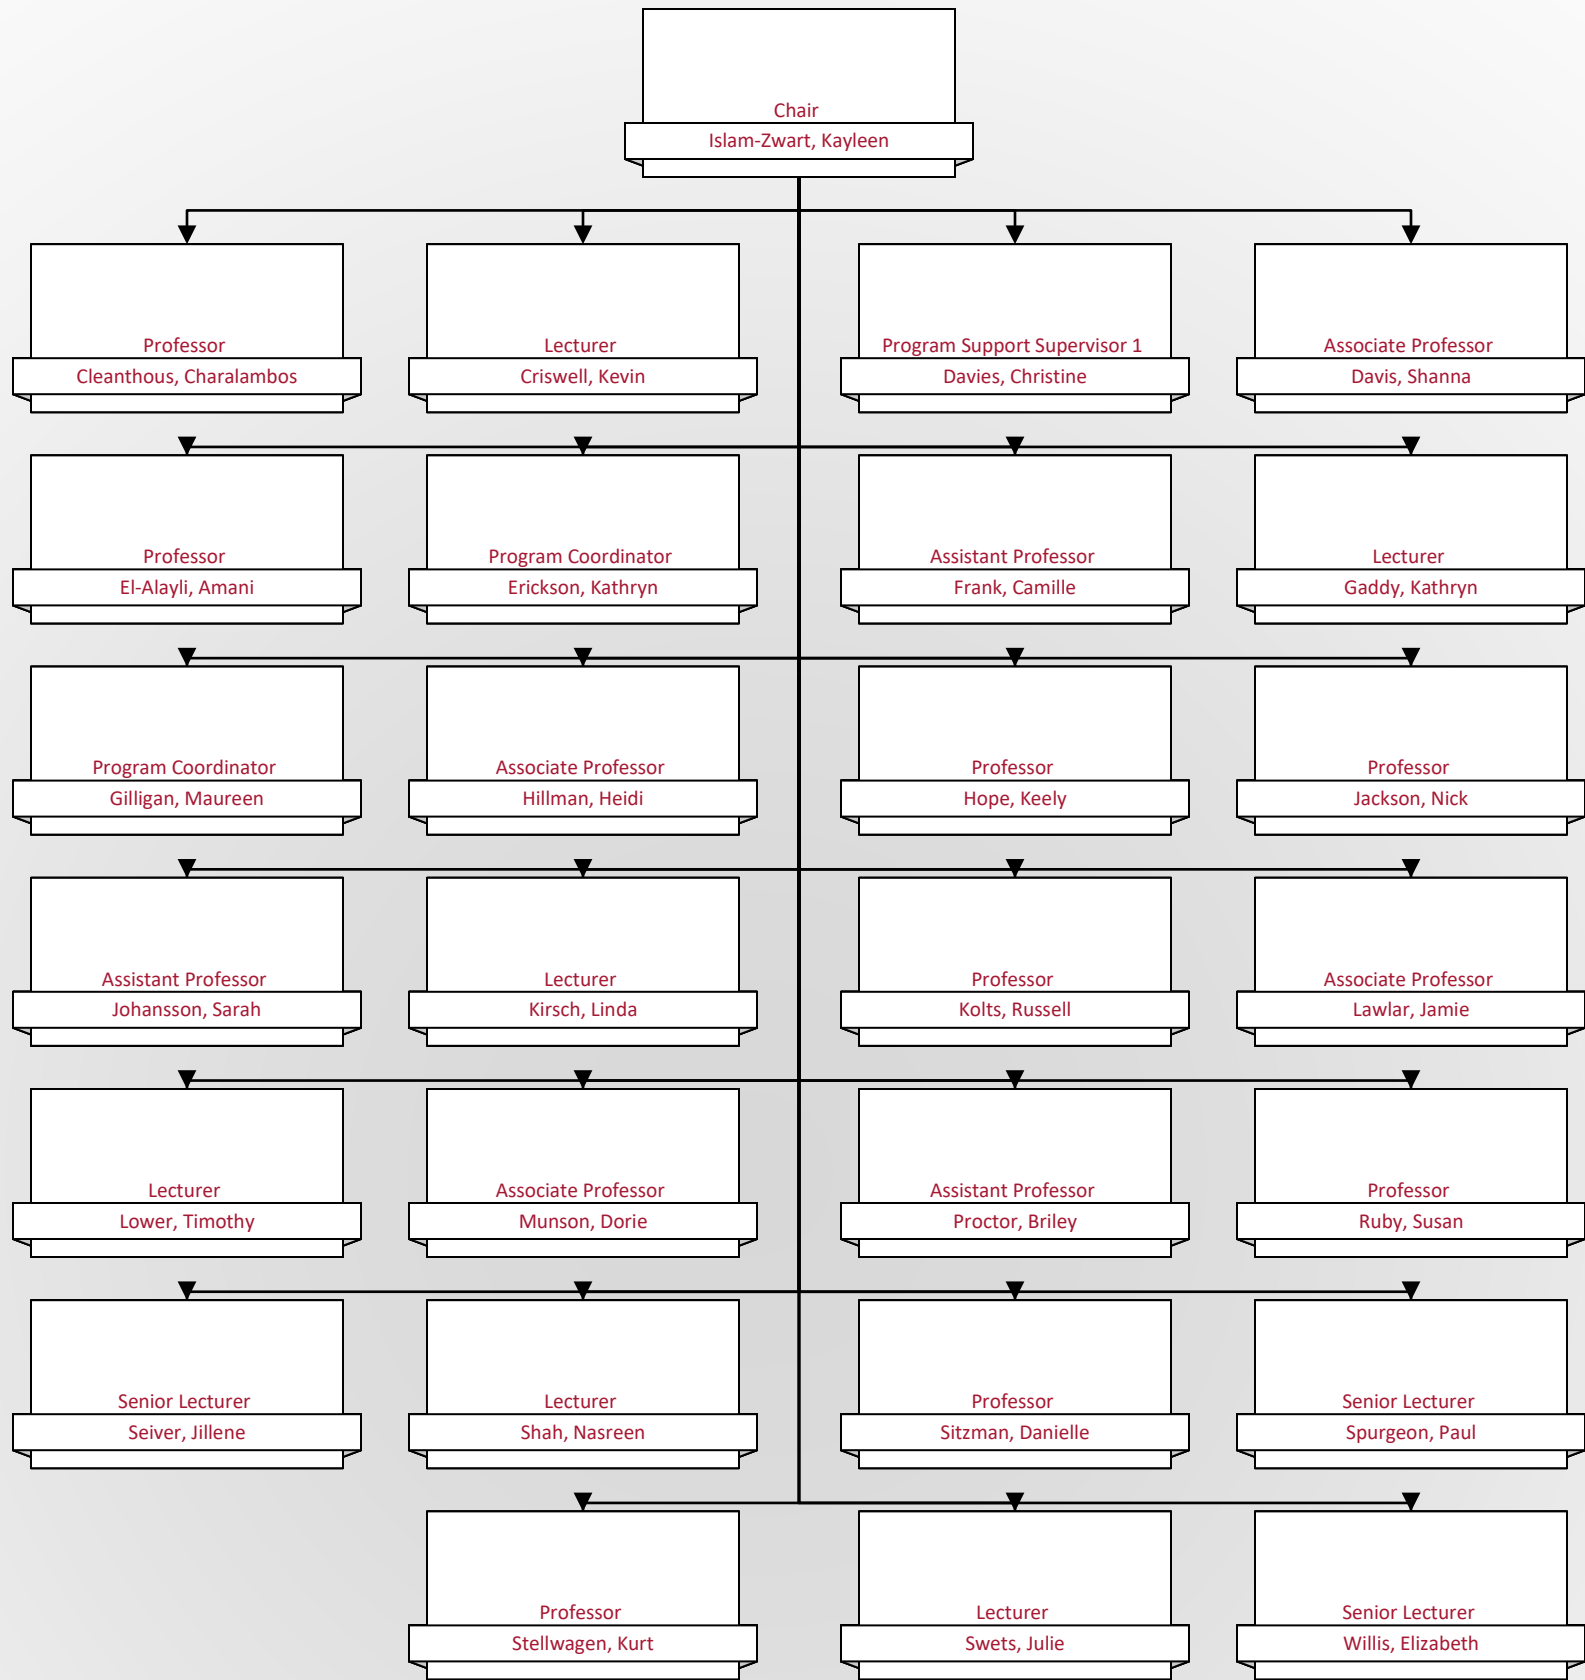 Chair
Islam-Zwart, Kayleen
Professor
Cleanthous, Charalambos
Lecturer
Criswell, Kevin
Program Support Supervisor 1
Davies, Christine
Associate Professor
Davis, Shanna
Professor
El-Alayli, Amani
Program Coordinator
Erickson, Kathryn
Assistant Professor
Frank, Camille
Lecturer
Gaddy, Kathryn
Program Coordinator
Gilligan, Maureen
Associate Professor
Hillman, Heidi
Professor
Hope, Keely
Professor
Jackson, Nick
Assistant Professor
Johansson, Sarah
Lecturer
Kirsch, Linda
Professor
Kolts, Russell
Associate Professor
Lawlar, Jamie
Lecturer
Lower, Timothy
Associate Professor
Munson, Dorie
Assistant Professor
Proctor, Briley
Professor
Ruby, Susan
Senior Lecturer
Seiver, Jillene
Lecturer
Shah, Nasreen
Professor
Sitzman, Danielle
Senior Lecturer
Spurgeon, Paul
Professor
Stellwagen, Kurt
Lecturer
Swets, Julie
Senior Lecturer
Willis, Elizabeth